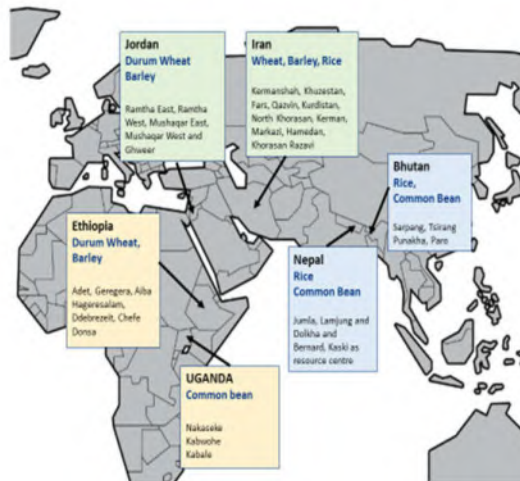 Jordan
Durum Wheat
Barley
Ramtha East, Ramtha
West, Mushaqar East,
Mushaqar West and
Ghweer
Iran
Wheat, Barley, Rice
Kermanshah, Khuzestan,
Fars, Qazvin, Kurdistan,
North Khorasan, Kerman,
Markazi, Hamedan,
Khorasan Razavi
Bhutan
Rice,
Common Bean
Sarpang, Tsirang
Punakha, Paro
Ethiopia
Durum Wheat,
Barley
Adet, Geregera, Aiba
Hageresalam,
Ddebrezeit, Chefe
Donsa
Nepal
Rice
Common Bean
Jumla, Lamjung and
Dolkha and
Bernard, Kaski as
resource centre
UGANDA
Common bean
Nakaseke
Kabwohe
Kabale